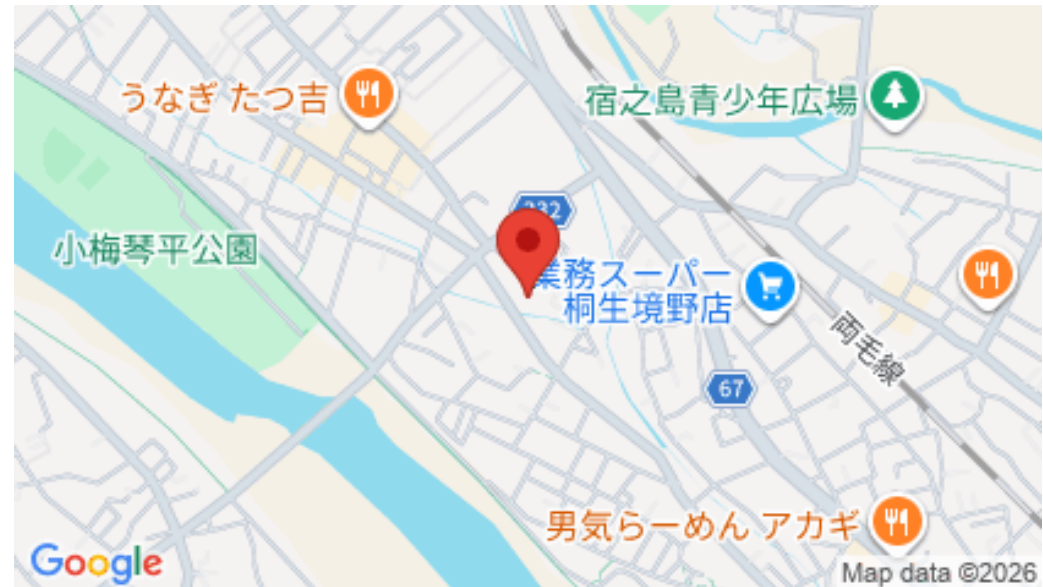 うなぎ たつ吉
宿之島青少年広場
332
小梅琴平公園
業務スーパー
桐生境野店
両毛線
67
男気らーめん アカギ
Google
Map data ©2026